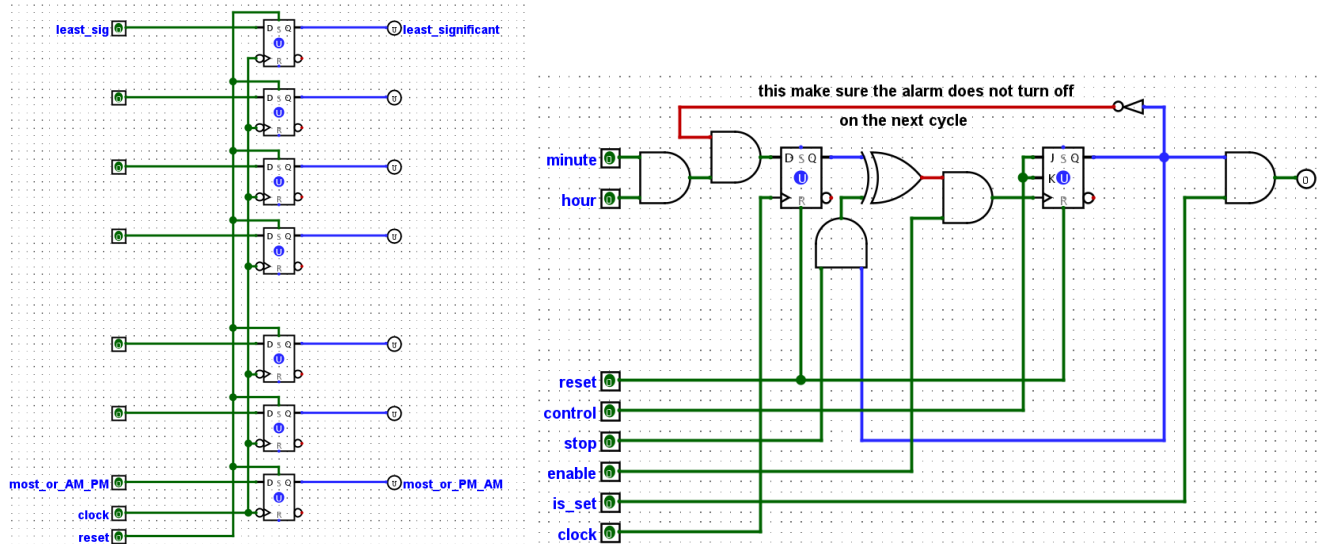 least_sig
least_significant
D S Q
U
R
D S Q
U
R
D S Q
U
R
D S Q
U
R
D S Q
U
R
D S Q
U
R
most_or_AM_PM
D S Q
most_or_PM_AM
U
R
clock
reset
this make sure the alarm does not turn off
on the next cycle
minute
hour
D S Q
U
R
J S Q
K U
R
reset
control
stop
enable
is_set
clock